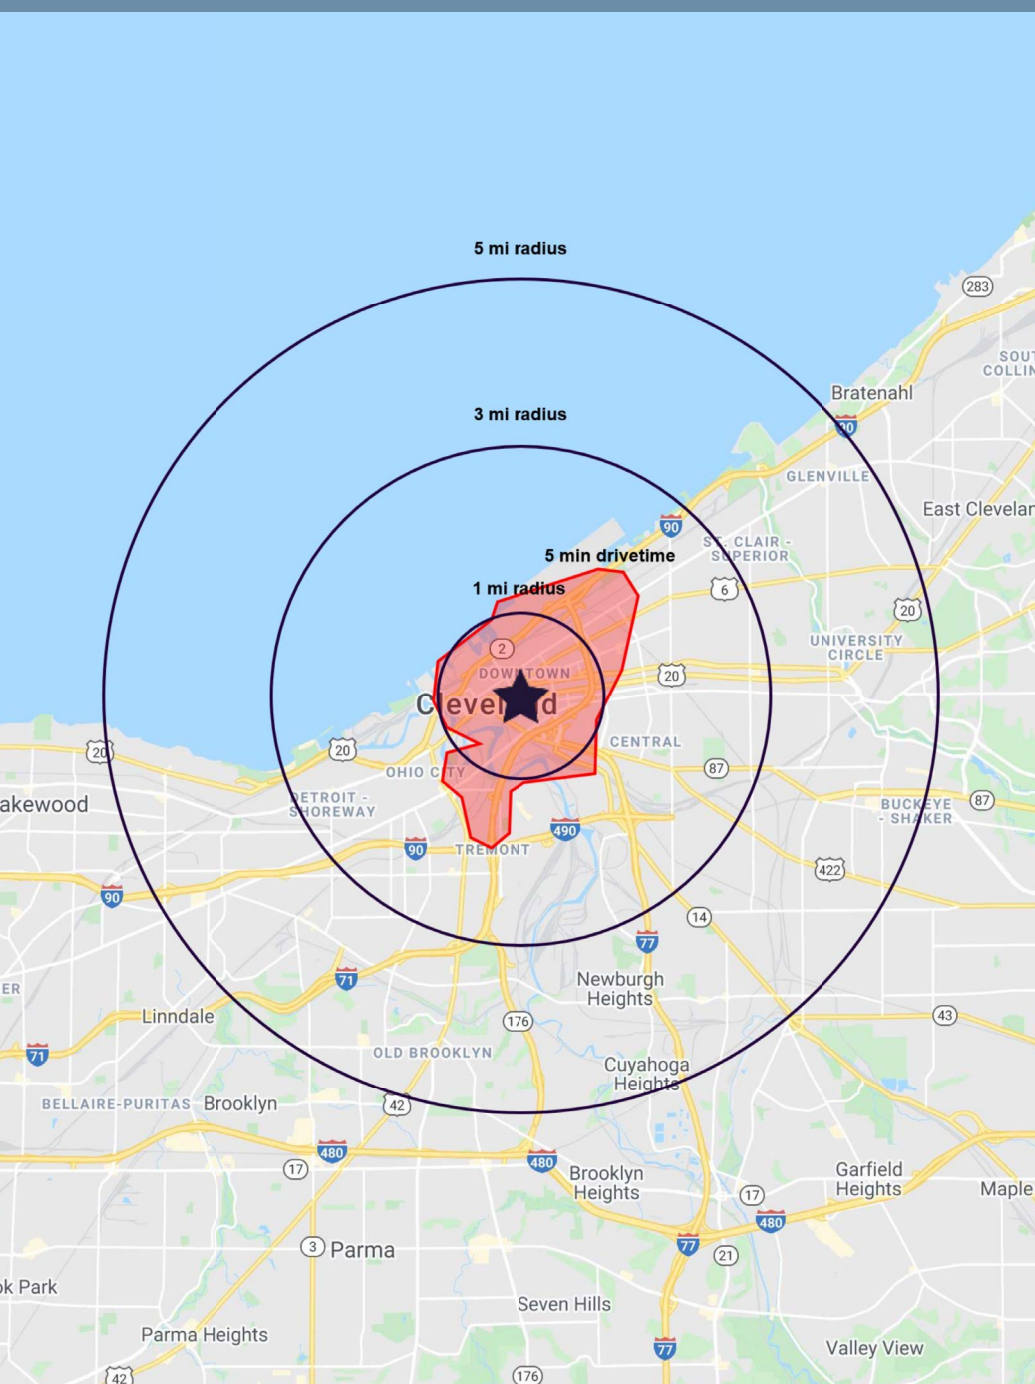 5 mi radius
283
SOU
COLLIN
Bratenahl
3 mi radius
90
GLENVILLE
East Clevelan
90
ST. CLAIR -
SUPERIOR
5 min drivetime
1 mi radius
6
20
2
UNIVERSITY
CIRCLE
DOWNTOWN
20
Cleveland
CENTRAL
20
20
87
OHIO CITY
DETROIT -
SHOREWAY
akewood
87
BUCKEYE
- SHAKER
490
90
TREMONT
422
90
14
77
71
Newburgh
Heights
ER
Linndale
176
43
71
OLD BROOKLYN
Cuyahoga
Heights
BELLAIRE-PURITAS
Brooklyn
42
480
17
480
Brooklyn
Heights
Garfield
Heights
Maple
17
480
3
Parma
77
21
ok Park
Seven Hills
Parma Heights
77
Valley View
42
176